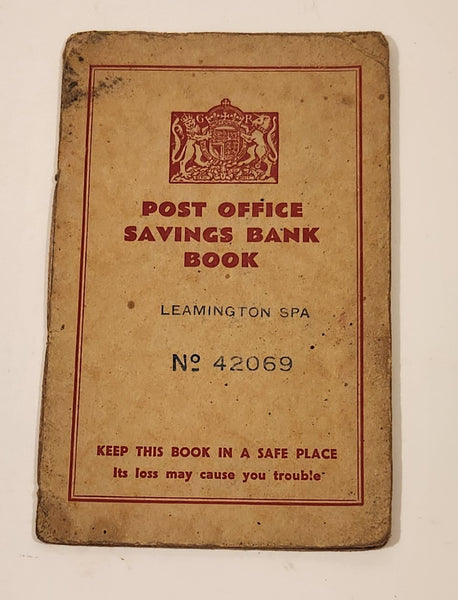 G R
POST OFFICE
SAVINGS BANK
BOOK
LEAMINGTON SPA
Nº 42069
KEEP THIS BOOK IN A SAFE PLACE
Its loss may cause you trouble